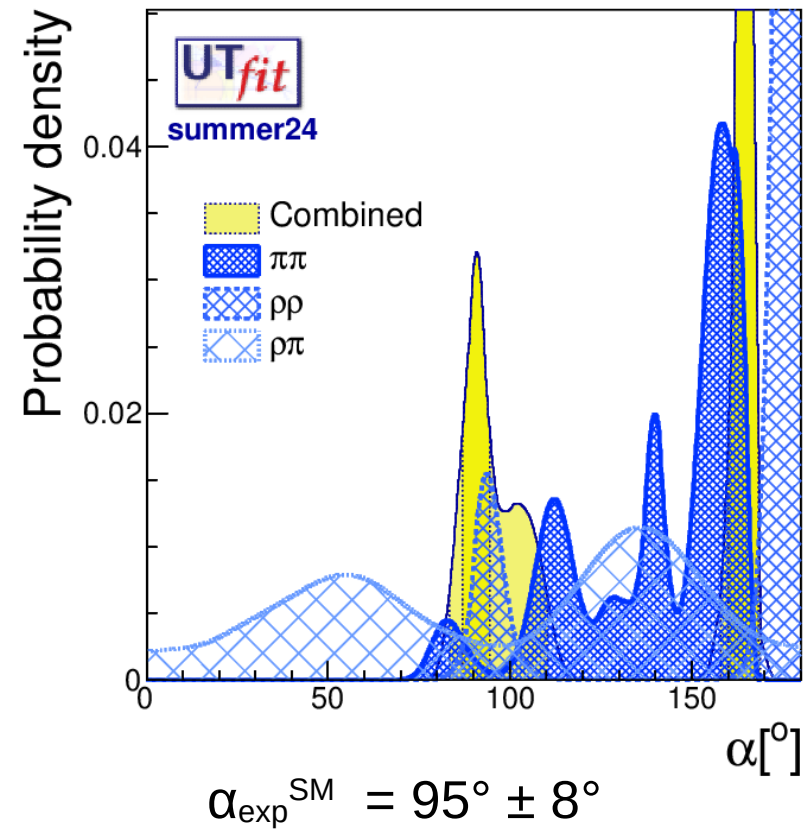 Probability density
0.04
0.02
0
UTfit
summer24
Combined
ππ
ρρ
ρπ
0 50 100 150
α[o]
αexpSM = 95° ± 8°